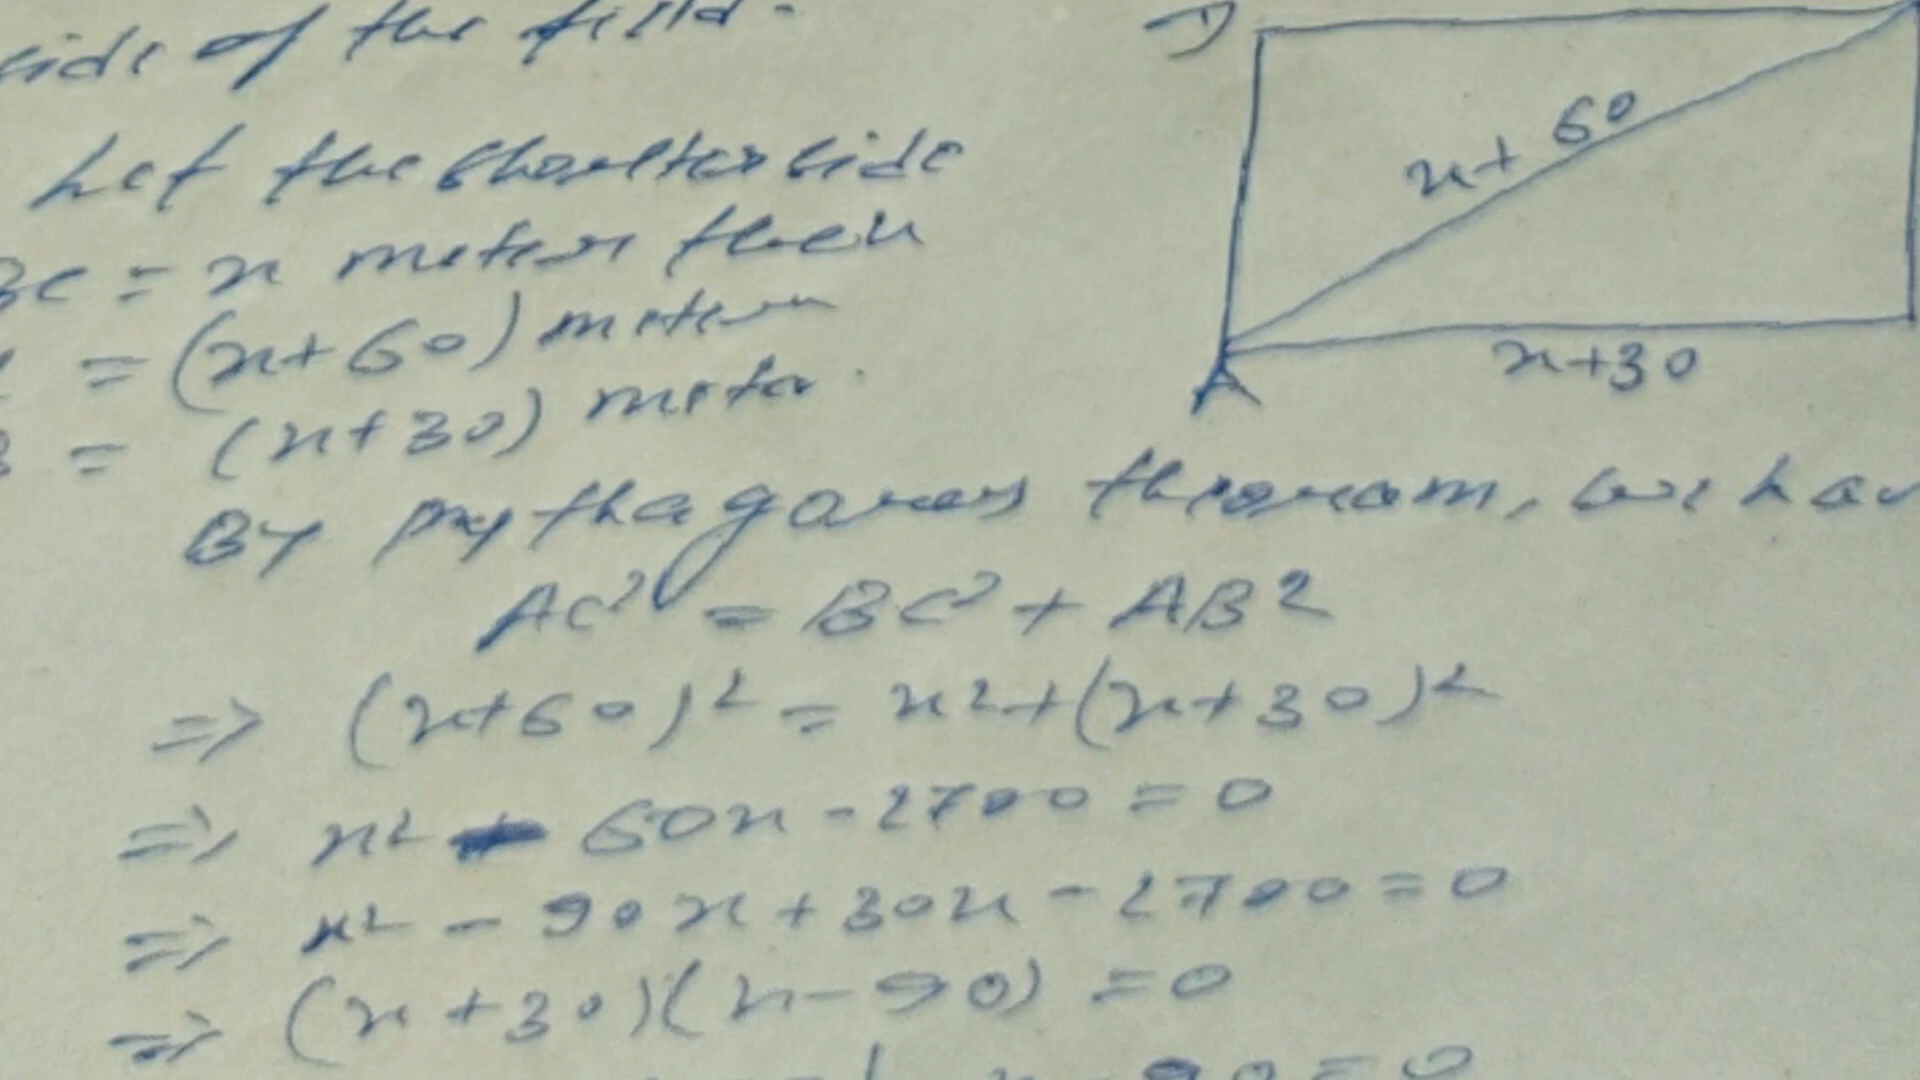 side of the field.
Let the shorter side
BC = x meter then
= (x+60) meter
= (x+30) meter.
By pythagoras theorem, we hav
AC² = BC² + AB²
=> (x+60)² = x²+(x+30)²
=> x² - 60x - 2700 = 0
=> x² - 90x + 30x - 2700 = 0
=> (x+30)(x-90) = 0
x - 90 = 0
D
x+60
x+30
A